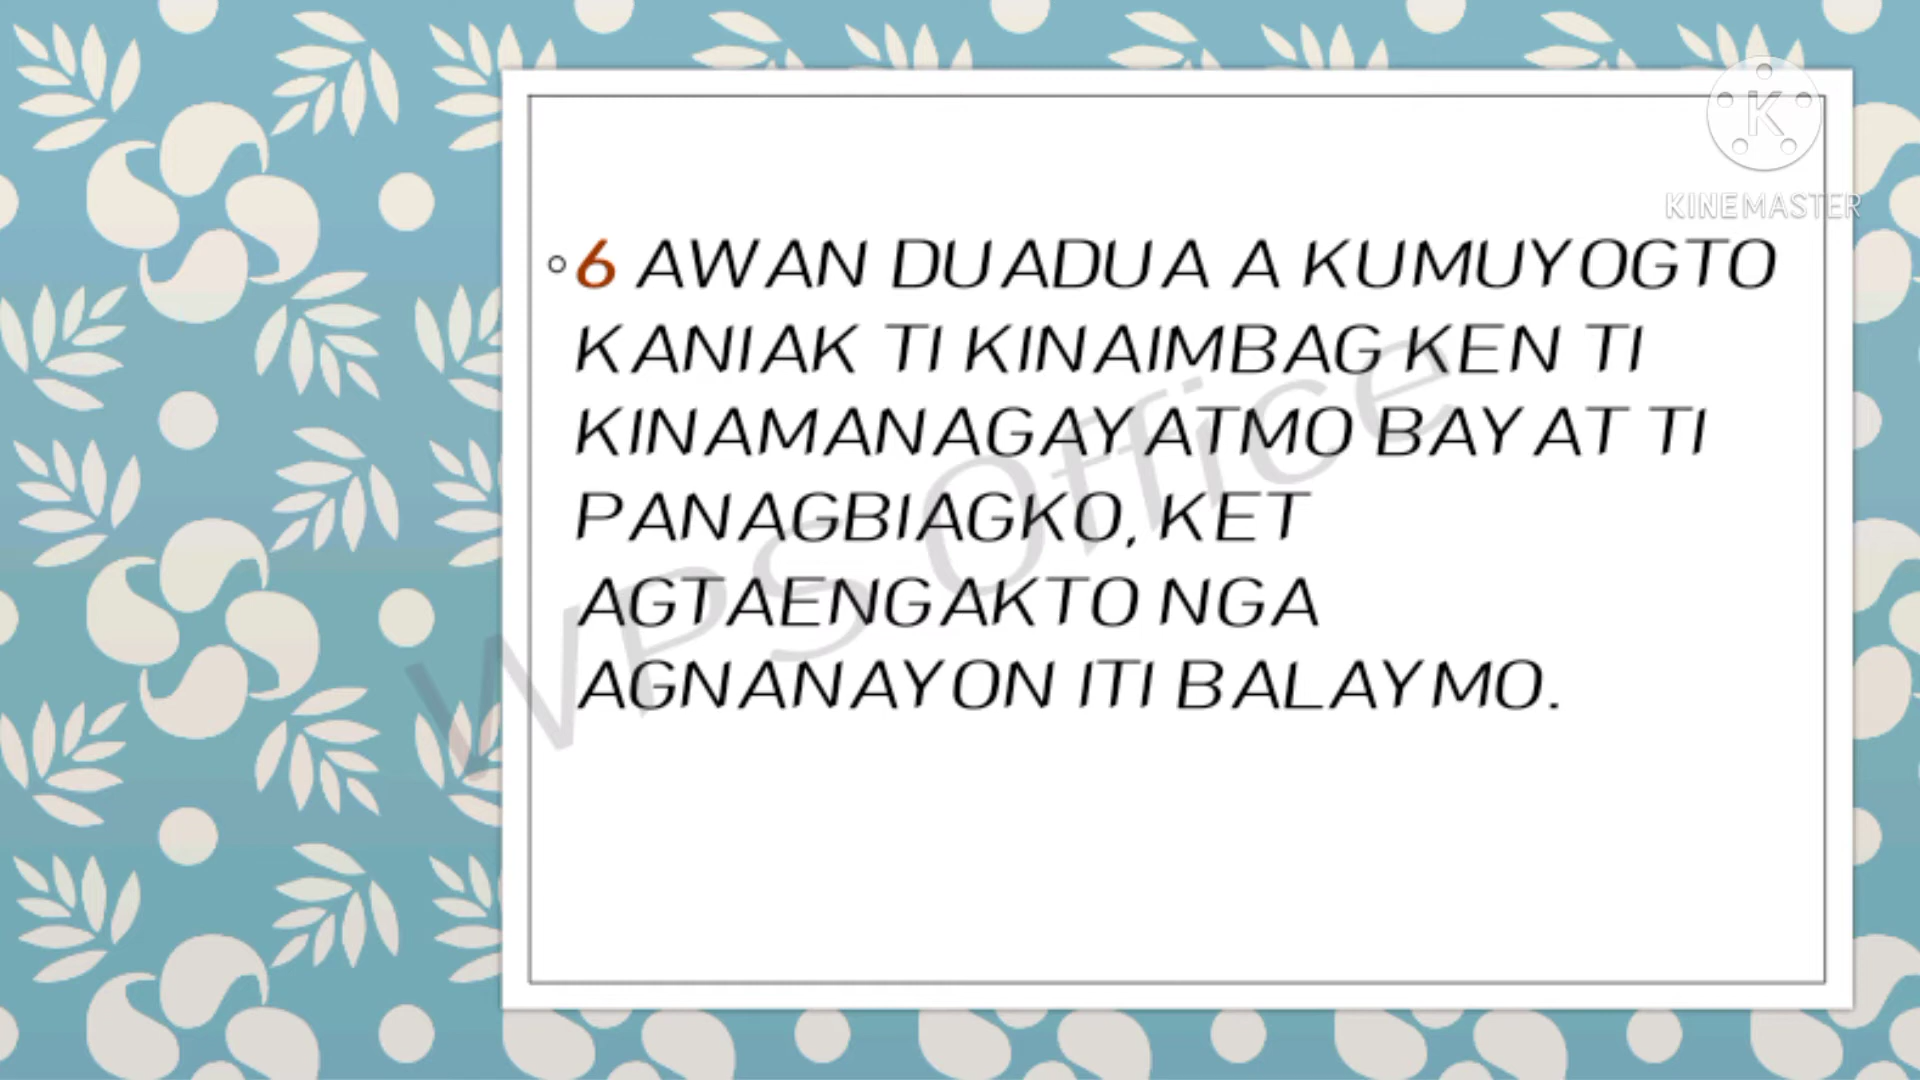 KINEMASTER
6 AWAN DUADUA A KUMUYOGTO
KANIAK TI KINAIMBAG KEN TI
KINAMANAGAYATMO BAYAT TI
PANAGBIAGKO, KET
AGTAENGAKTO NGA
AGNANAYON ITI BALAYMO.
WPS Office